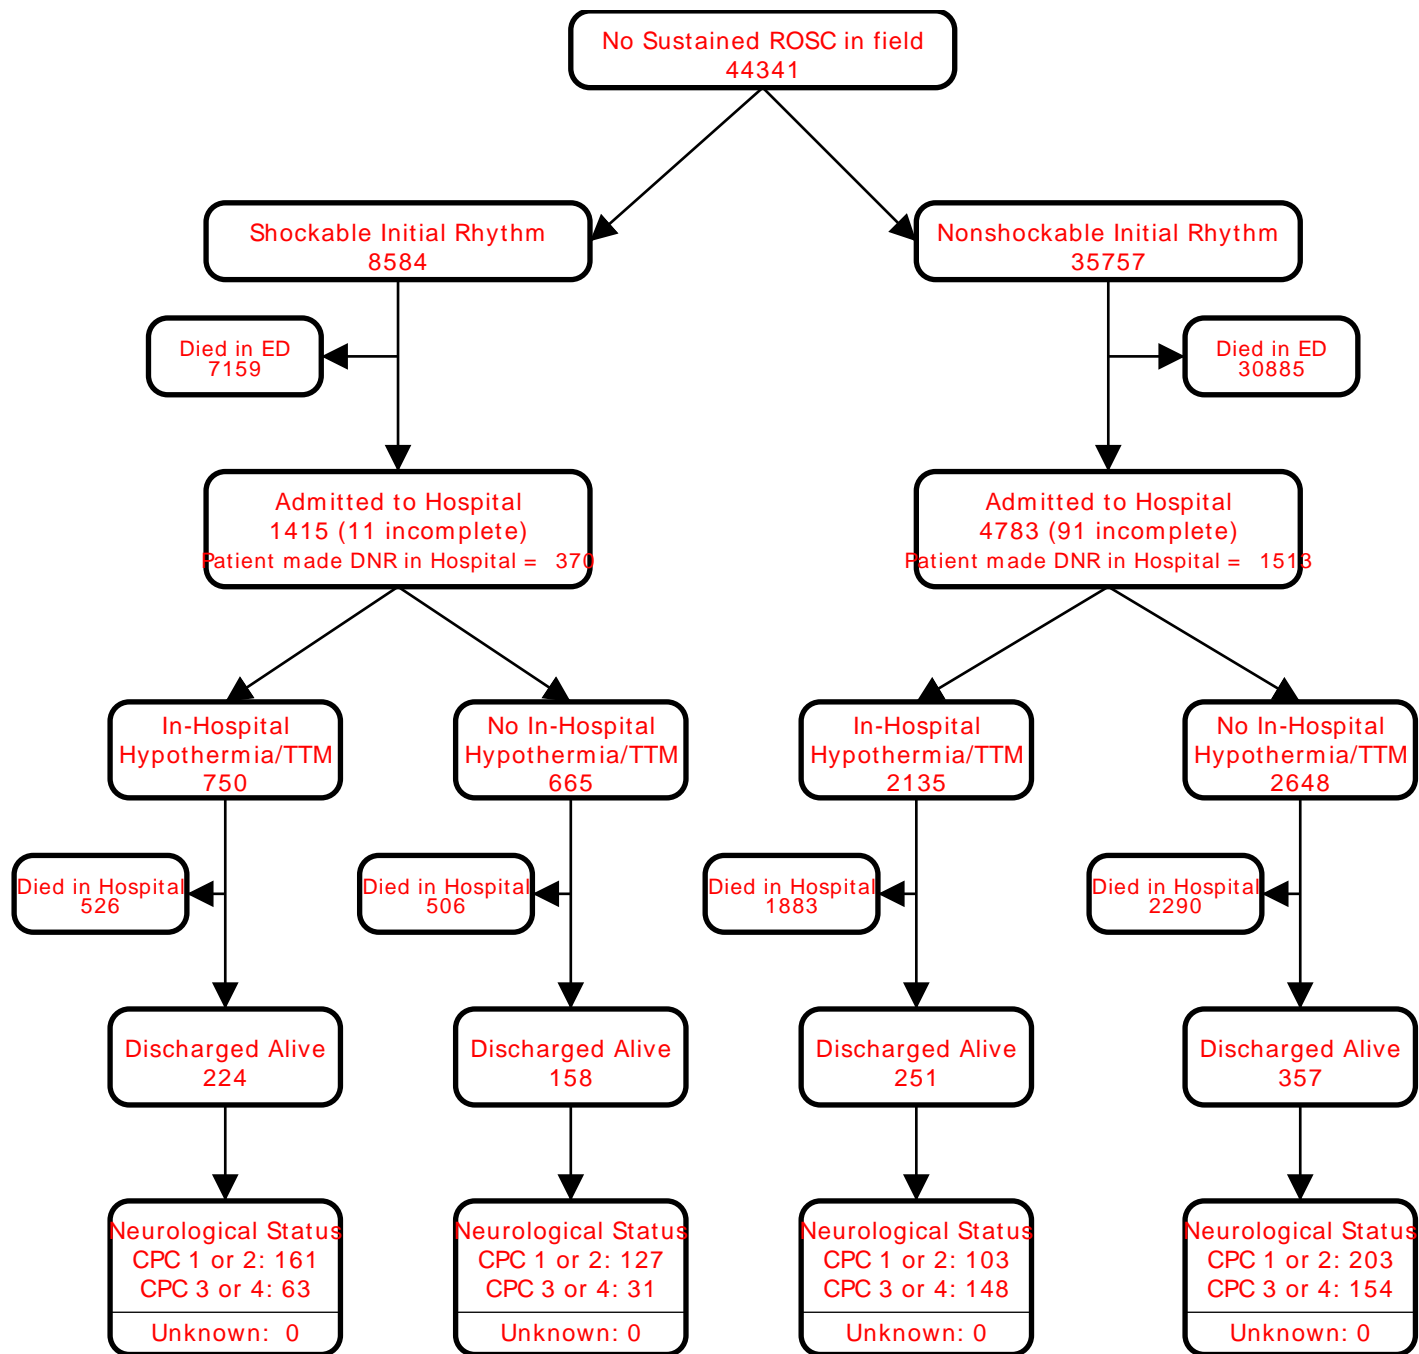 No Sustained ROSC in field
44341
Shockable Initial Rhythm
8584
Nonshockable Initial Rhythm
35757
Died in ED
7159
Died in ED
30885
Admitted to Hospital
1415 (11 incomplete)
Patient made DNR in Hospital = 370
Admitted to Hospital
4783 (91 incomplete)
Patient made DNR in Hospital = 1513
In-Hospital
Hypothermia/TTM
750
No In-Hospital
Hypothermia/TTM
665
In-Hospital
Hypothermia/TTM
2135
No In-Hospital
Hypothermia/TTM
2648
Died in Hospital
526
Died in Hospital
506
Died in Hospital
1883
Died in Hospital
2290
Discharged Alive
224
Discharged Alive
158
Discharged Alive
251
Discharged Alive
357
Neurological Status
CPC 1 or 2: 161
CPC 3 or 4: 63
Unknown: 0
Neurological Status
CPC 1 or 2: 127
CPC 3 or 4: 31
Unknown: 0
Neurological Status
CPC 1 or 2: 103
CPC 3 or 4: 148
Unknown: 0
Neurological Status
CPC 1 or 2: 203
CPC 3 or 4: 154
Unknown: 0